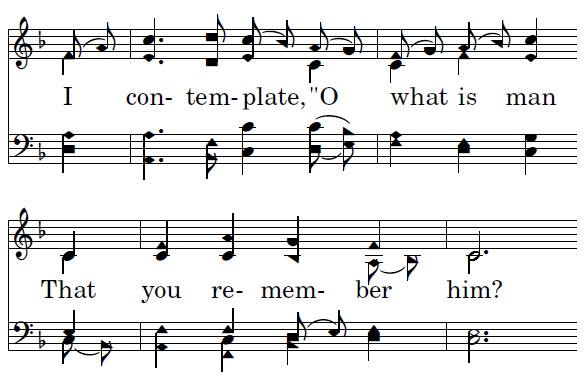 I con- tem- plate, "O what is man
That you re- mem- ber him?